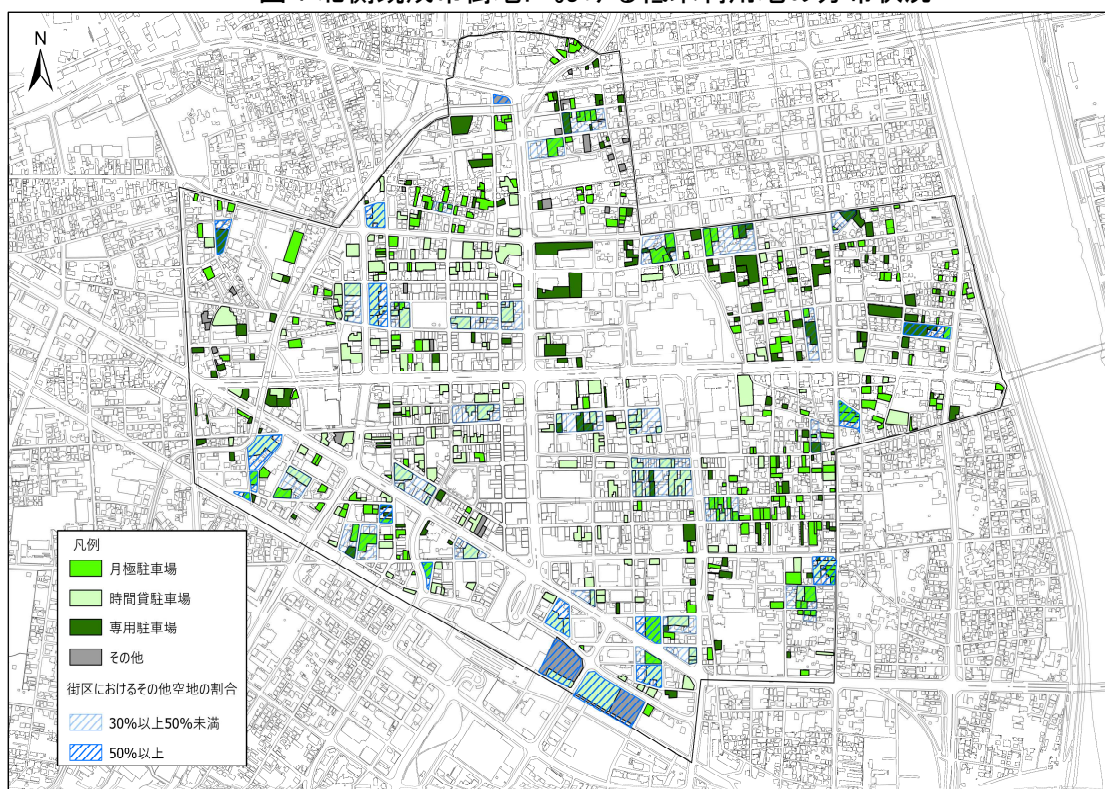 N
凡例
月極駐車場
時間貸駐車場
専用駐車場
その他
街区におけるその他空地の割合
30%以上50%未満
50%以上